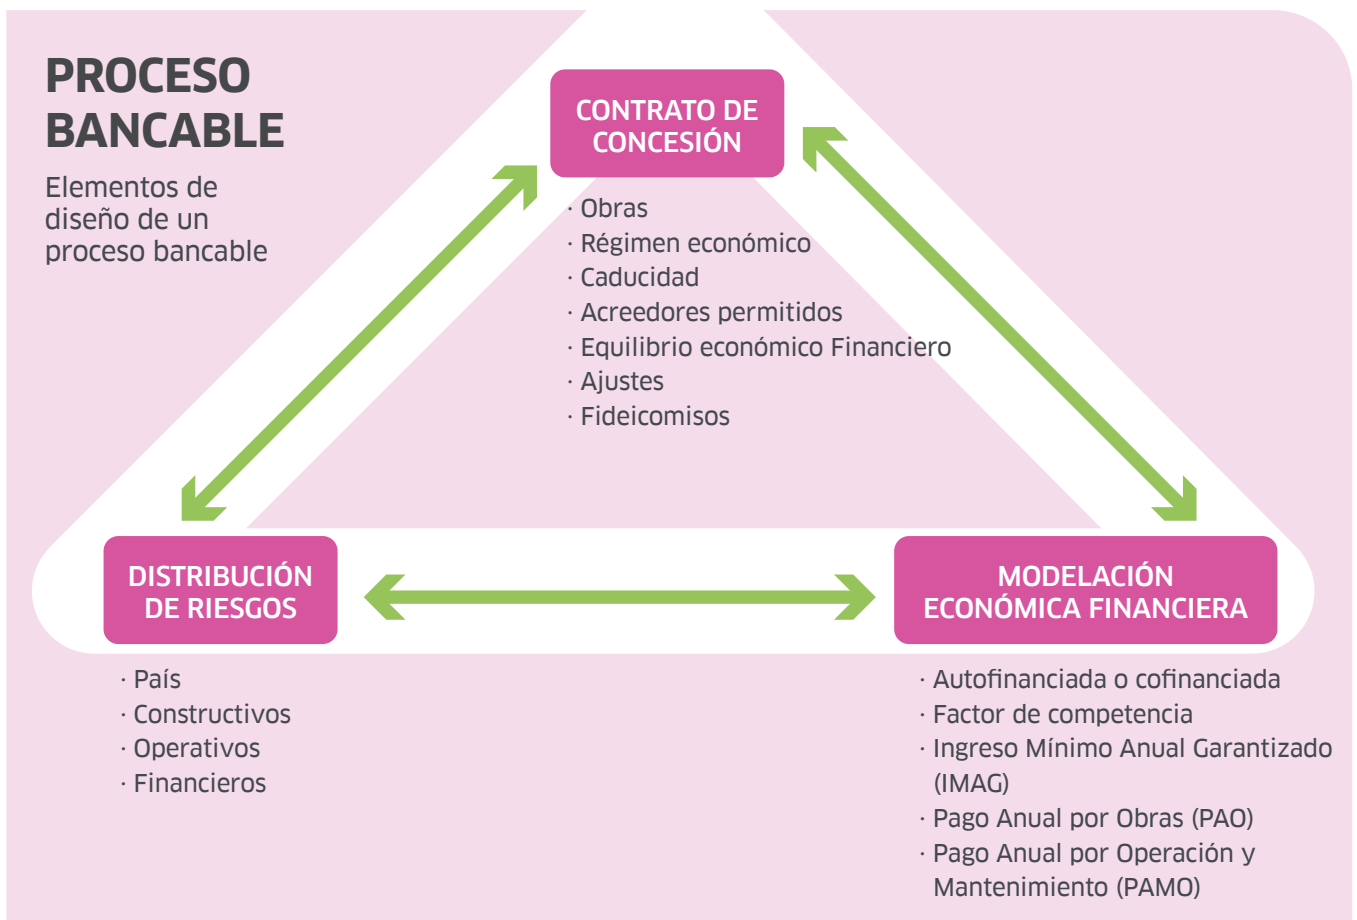 PROCESO
BANCABLE
Elementos de
diseño de un
proceso bancable
CONTRATO DE
CONCESIÓN
· Obras
· Régimen económico
· Caducidad
· Acreedores permitidos
· Equilibrio económico Financiero
· Ajustes
· Fideicomisos
DISTRIBUCIÓN
DE RIESGOS
· País
· Constructivos
· Operativos
· Financieros
MODELACIÓN
ECONÓMICA FINANCIERA
· Autofinanciada o cofinanciada
· Factor de competencia
· Ingreso Mínimo Anual Garantizado
(IMAG)
· Pago Anual por Obras (PAO)
· Pago Anual por Operación y
Mantenimiento (PAMO)